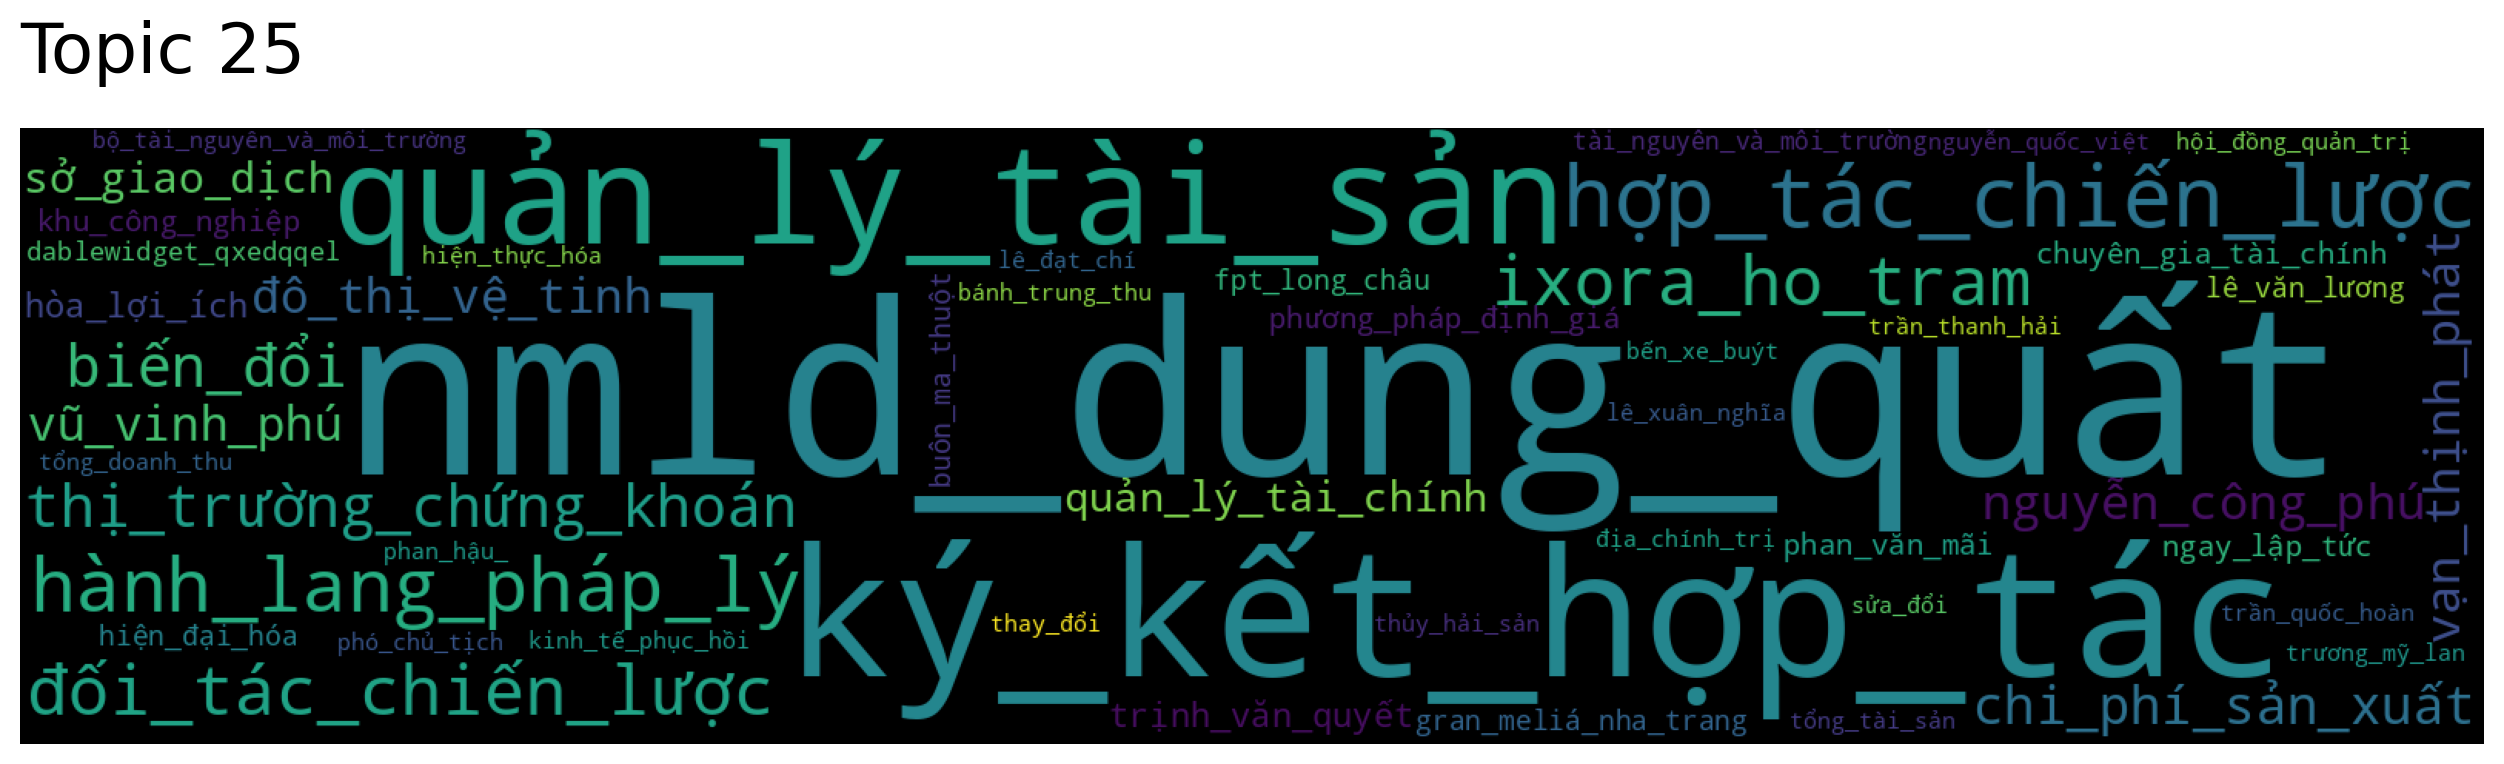 Topic 25
bộ_tài_nguyên_và_môi_trường
tài_nguyên_và_môi_trường
nguyễn_quốc_việt
hội_đồng_quản_trị
sở_giao_dịch
quản_lý_tài_sản
hợp_tác_chiến_lược
khu_công_nghiệp
dablewidget_qxedqqel
hiện_thực_hóa
lê_đạt_chí
fpt_long_châu
ixora_ho_tram
chuyên_gia_tài_chính
hòa_lợi_ích
đô_thị_vệ_tinh
bánh_trung_thu
lê_văn_lương
phương_pháp_định_giá
trần_thanh_hải
vạn_thịnh_phát
biến_đổi
nmld_dung_quất
buôn_ma_thuột
bến_xe_buýt
vũ_vinh_phú
lê_xuân_nghĩa
tổng_doanh_thu
thị_trường_chứng_khoán
quản_lý_tài_chính
nguyễn_công_phú
phan_hậu_
địa_chính_trị
phan_văn_mãi
ngay_lập_tức
hành_lang_pháp_lý
ký_kết_hợp_tác
thay_đổi
thủy_hải_sản
sửa_đổi
trần_quốc_hoàn
hiện_đại_hóa
phó_chủ_tịch
kinh_tế_phục_hồi
trương_mỹ_lan
đối_tác_chiến_lược
trịnh_văn_quyết
gran_meliá_nha_trang
tổng_tài_sản
chi_phí_sản_xuất